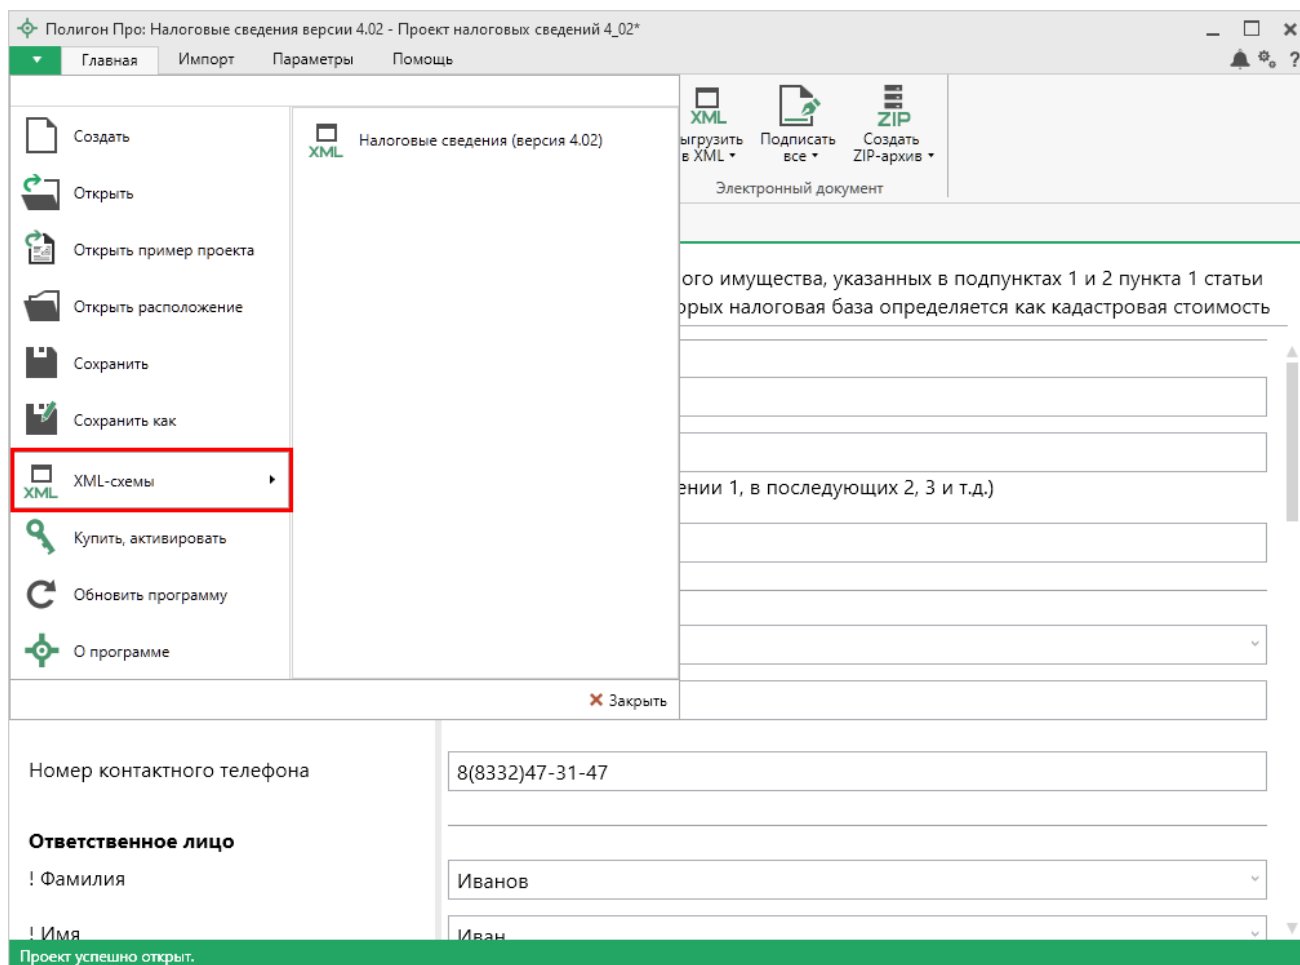 Полигон Про: Налоговые сведения версии 4.02 - Проект налоговых сведений 4_02*
Главная Импорт Параметры Помощь
?
Создать
Открыть
Открыть пример проекта
Открыть расположение
Сохранить
Сохранить как
XML XML-схемы
Купить, активировать
Обновить программу
О программе
XML Налоговые сведения (версия 4.02)
Закрыть
XML
ыгрузить
в XML
Подписать
все
ZIP
Создать
ZIP-архив
Электронный документ
ого имущества, указанных в подпунктах 1 и 2 пункта 1 статьи
орых налоговая база определяется как кадастровая стоимость
ении 1, в последующих 2, 3 и т.д.)
Номер контактного телефона 8(8332)47-31-47
Ответственное лицо
! Фамилия Иванов
! Имя Иван
Проект успешно открыт.